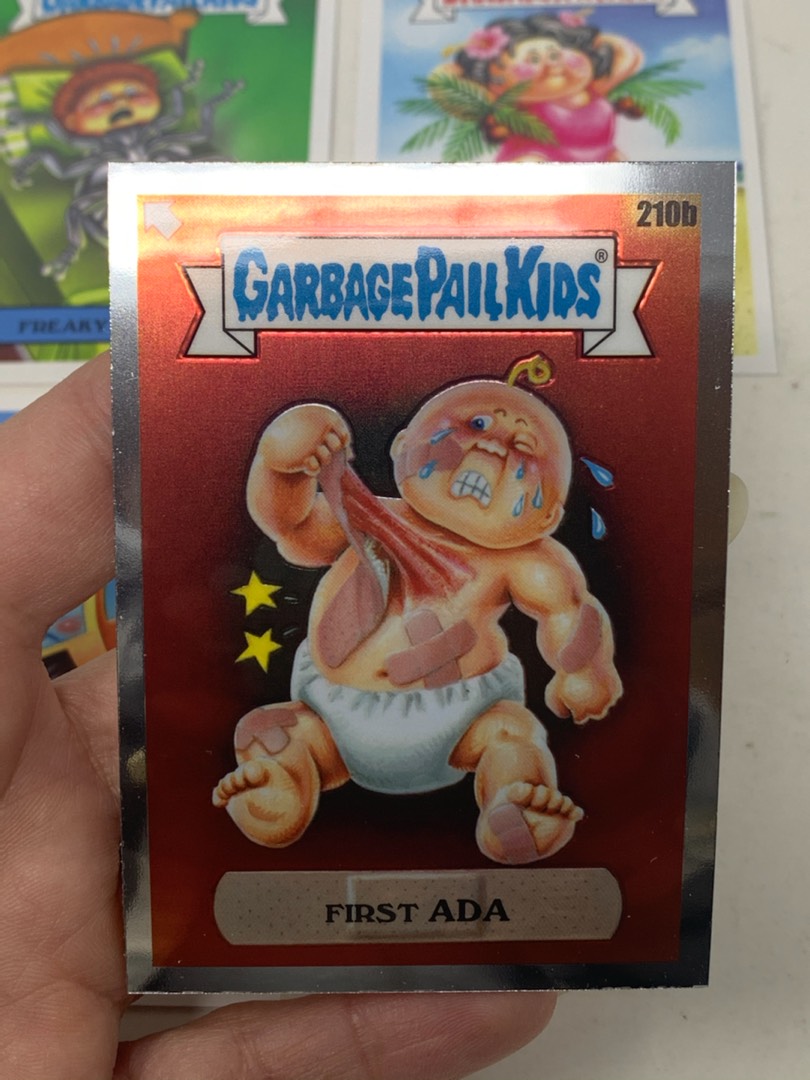 FREAKY
210b
GARBAGE PAIL KIDS®
FIRST ADA